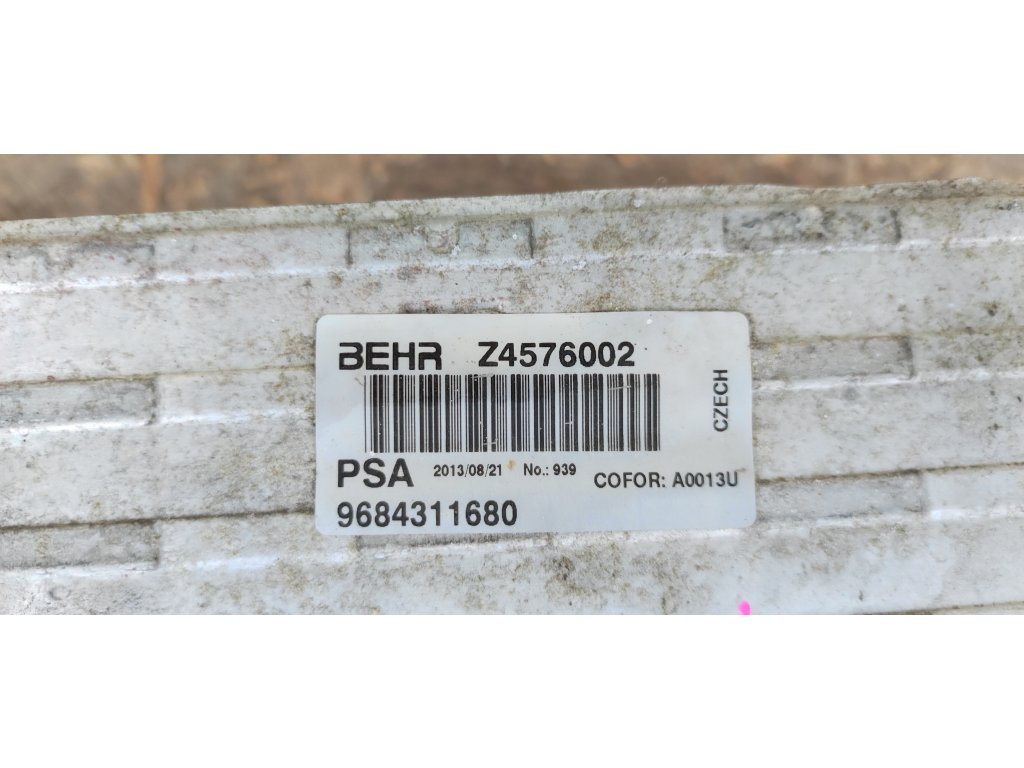 BEHR Z4576002
PSA 2013/08/21 No.: 939 COFOR: A0013U
9684311680
CZECH